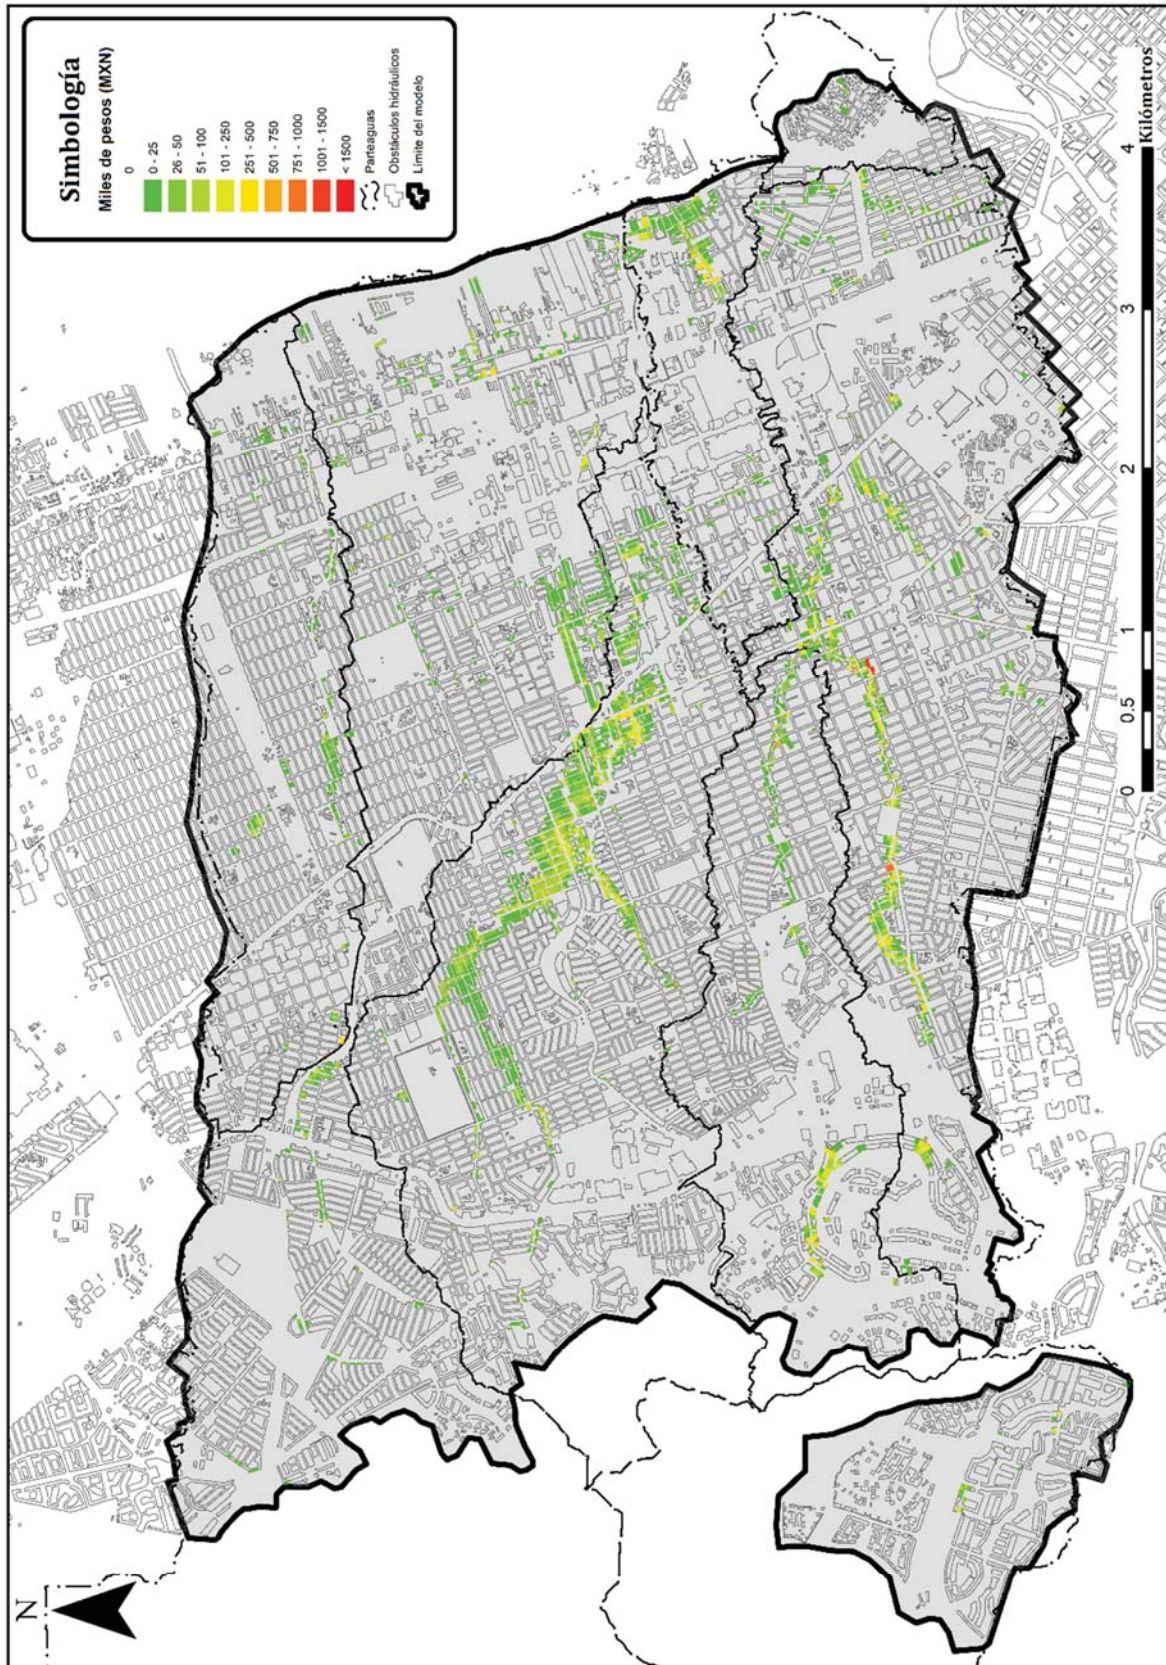 Simbología
Miles de pesos (MXN)
0
0 - 25
26 - 50
51 - 100
101 - 250
251 - 500
501 - 750
751 - 1000
1001 - 1500
< 1500
Parteaguas
Obstáculos hidráulicos
Límite del modelo
N
0 0.5 1 2 3 4
Kilómetros